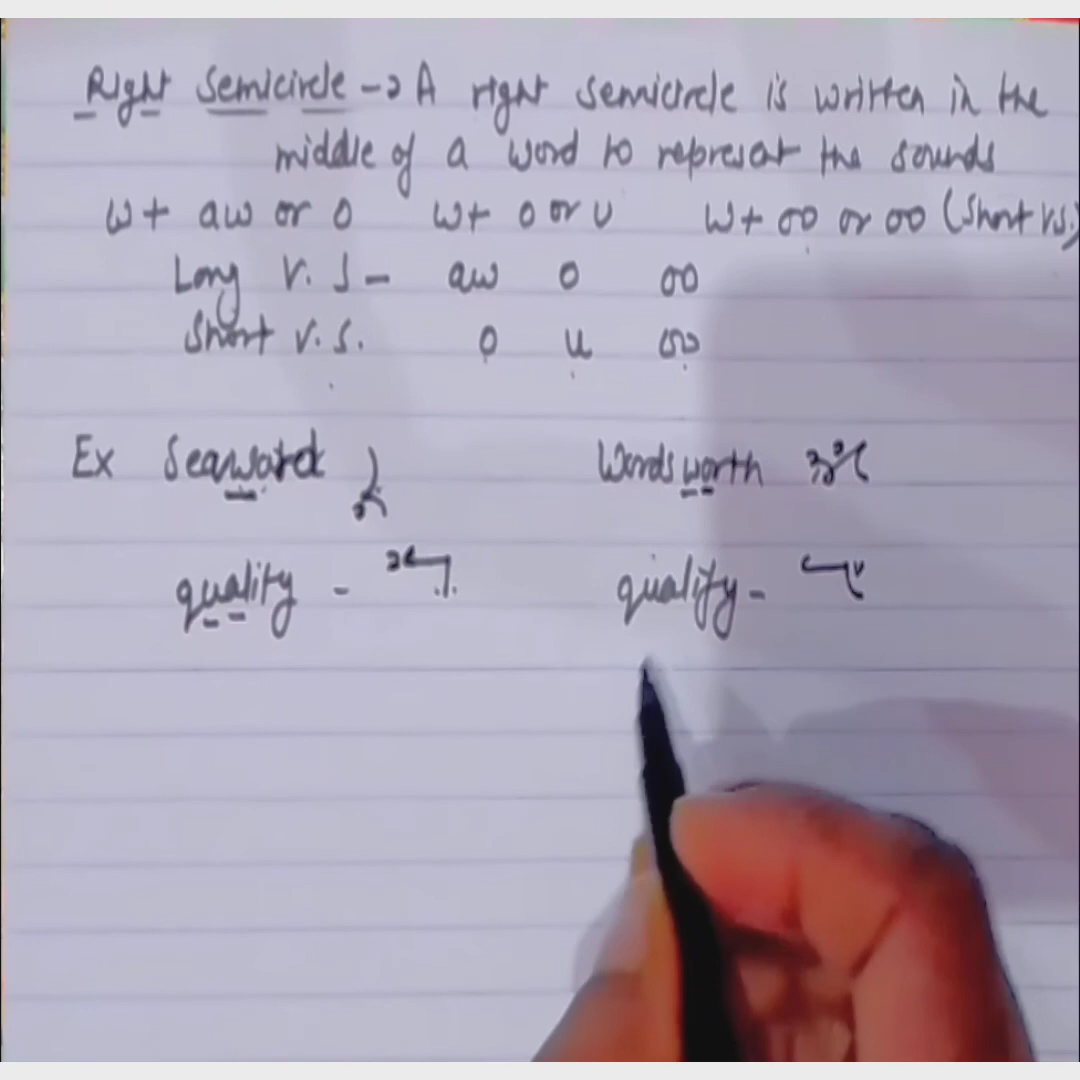 Right Semicircle → A right semicircle is written in the
middle of a word to represat the sounds
w+ aw or o w+ o or u w+ oo or oo (Short v.s.)
Long v. s - aw o oo
Short v. s. o u oo
Ex Seaward Wordsworth
quality - qualify -